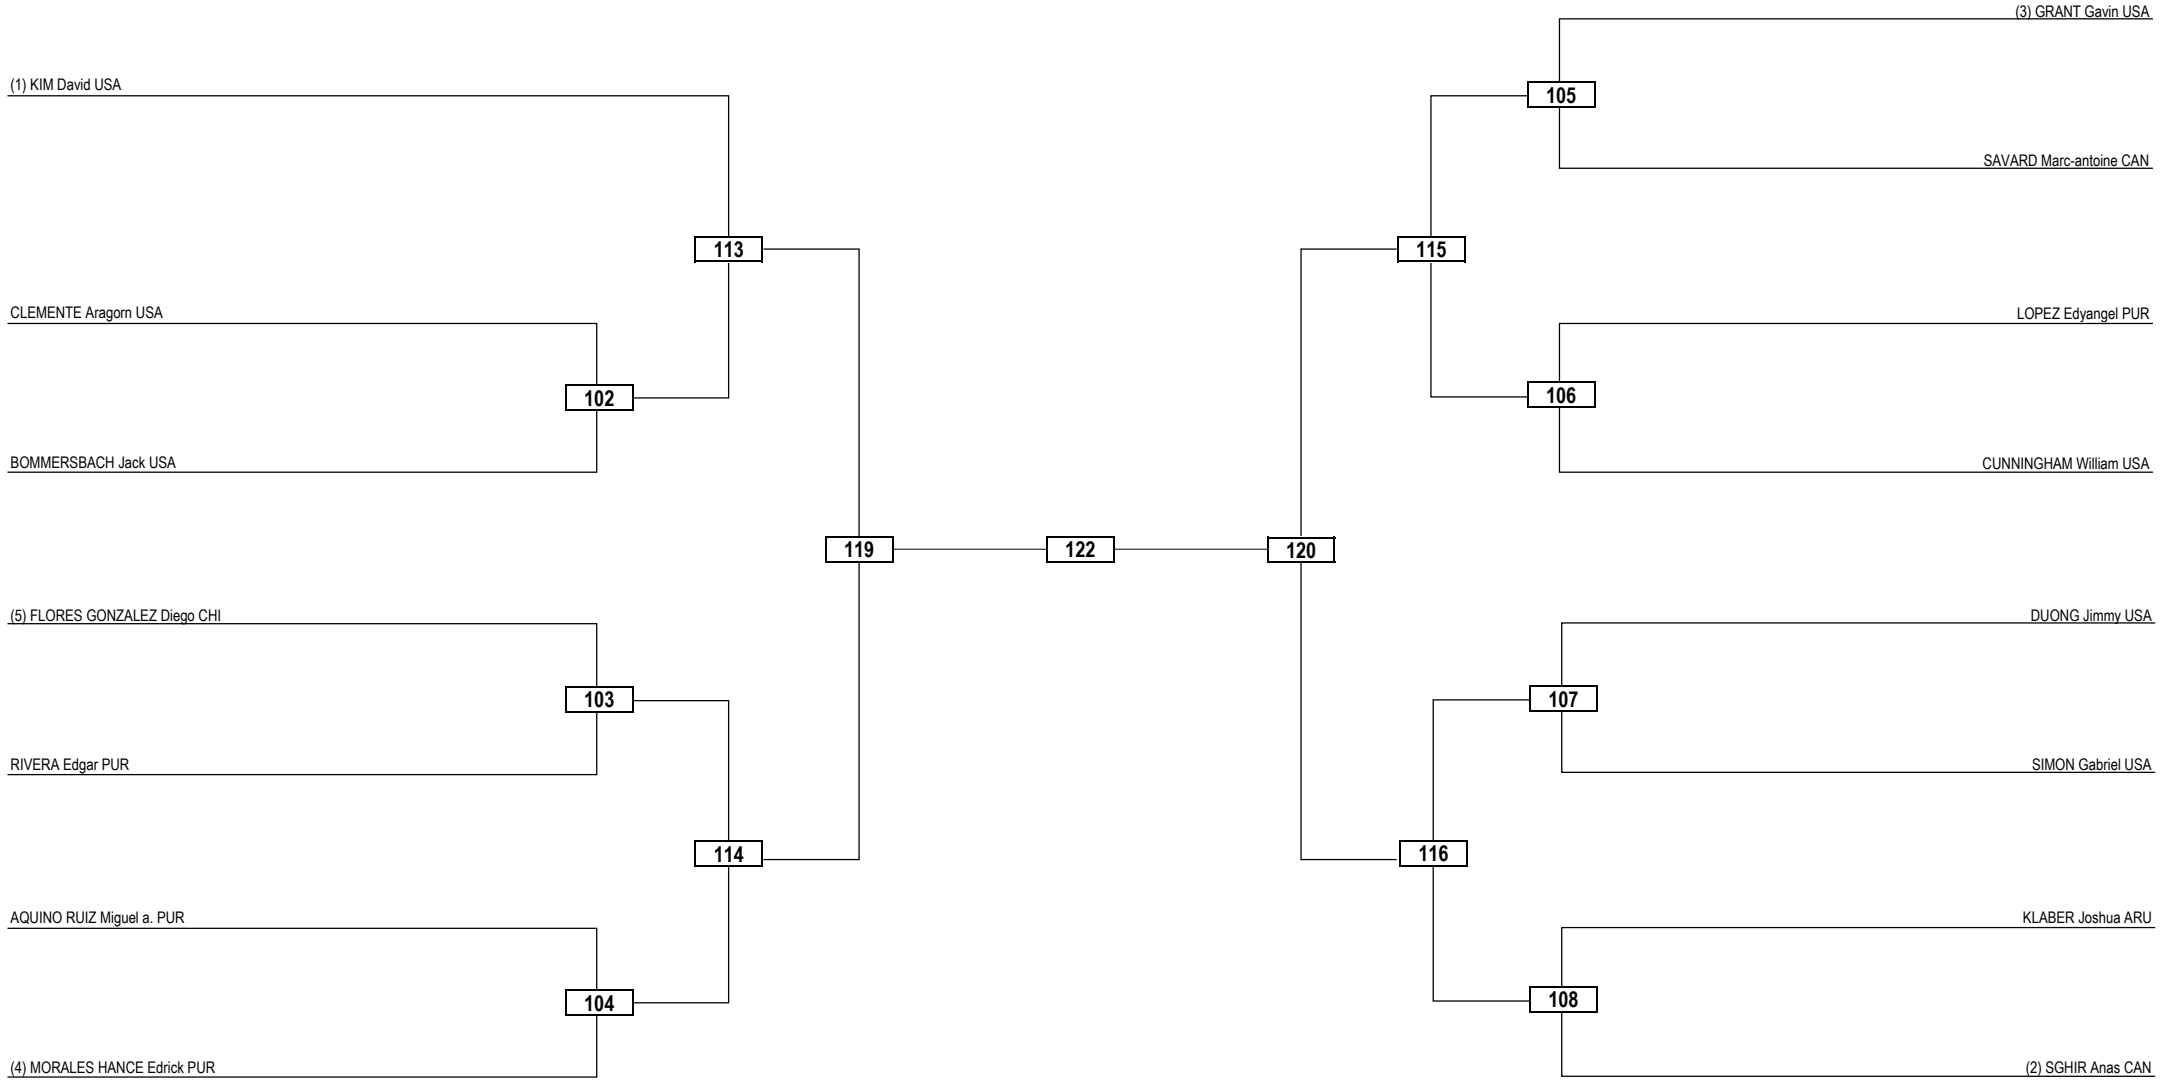 (3) GRANT Gavin USA
(1) KIM David USA
105
SAVARD Marc-antoine CAN
113
115
CLEMENTE Aragorn USA
LOPEZ Edyangel PUR
102
106
BOMMERSBACH Jack USA
CUNNINGHAM William USA
119
122
120
(5) FLORES GONZALEZ Diego CHI
DUONG Jimmy USA
103
107
RIVERA Edgar PUR
SIMON Gabriel USA
114
116
AQUINO RUIZ Miguel a. PUR
KLABER Joshua ARU
104
108
(4) MORALES HANCE Edrick PUR
(2) SGHIR Anas CAN